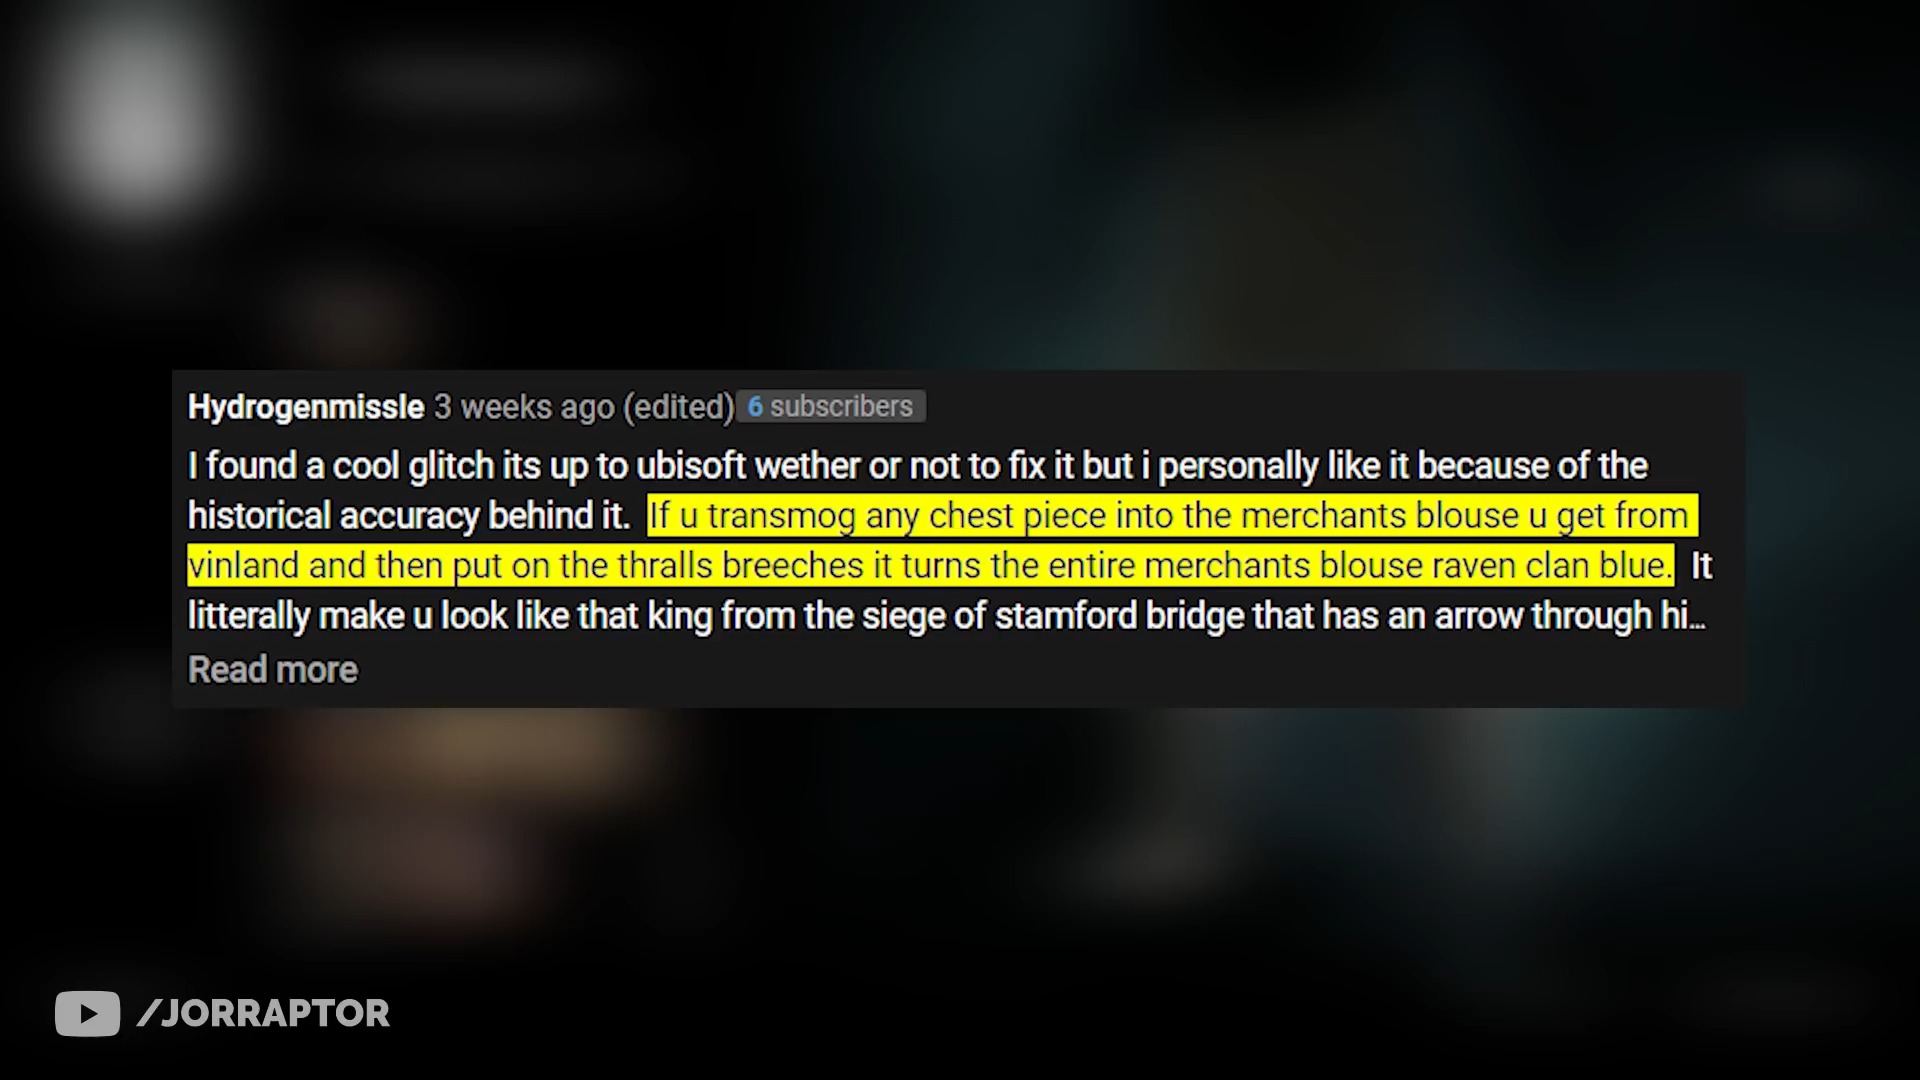 Hydrogenmissle 3 weeks ago (edited) 6 subscribers
I found a cool glitch its up to ubisoft wether or not to fix it but i personally like it because of the
historical accuracy behind it. If u transmog any chest piece into the merchants blouse u get from
vinland and then put on the thralls breeches it turns the entire merchants blouse raven clan blue. It
litterally make u look like that king from the siege of stamford bridge that has an arrow through hi...
Read more
/JORRAPTOR